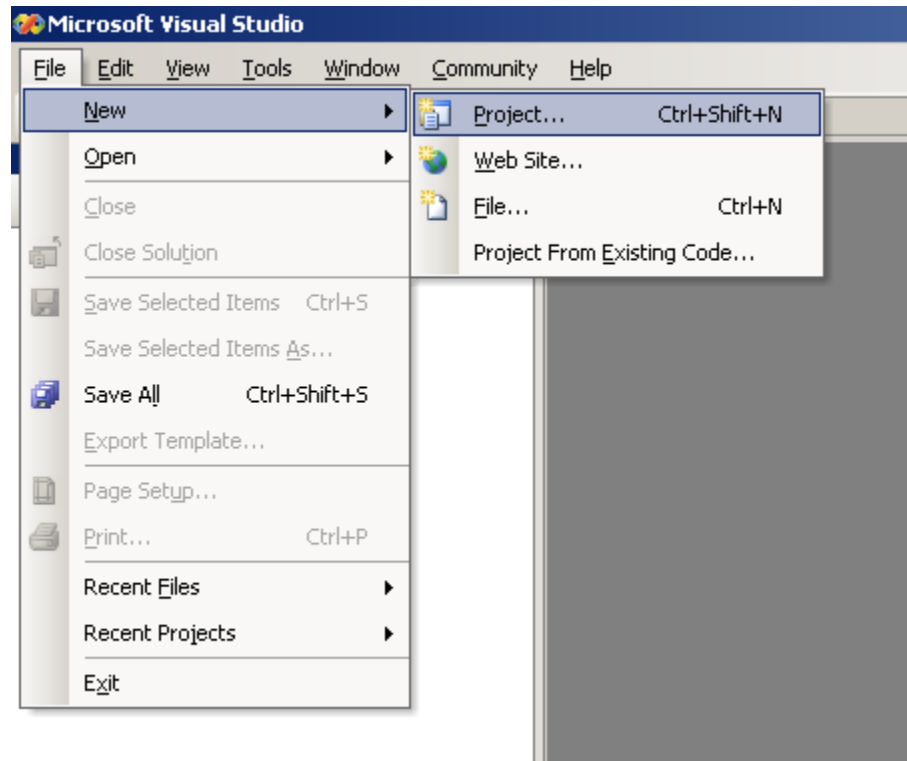 Microsoft Visual Studio
File Edit View Tools Window Community Help
New
Open
Close
Close Solution
Save Selected Items Ctrl+S
Save Selected Items As...
Save All Ctrl+Shift+S
Export Template...
Page Setup...
Print... Ctrl+P
Recent Files
Recent Projects
Exit
Project... Ctrl+Shift+N
Web Site...
File... Ctrl+N
Project From Existing Code...